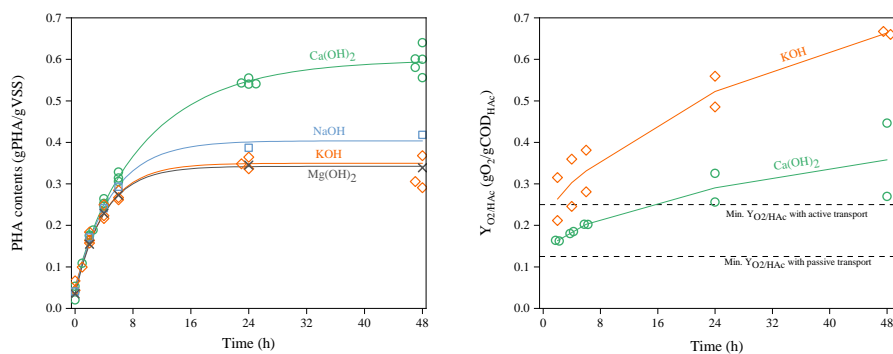 PHA contents (gPHA/gVSS)
0.7
0.6
0.5
0.4
0.3
0.2
0.1
0.0
Ca(OH)2
NaOH
KOH
Mg(OH)2
0 8 16 24 32 40 48
Time (h)
YO2/HAc (gO2/gCODHAc)
0.7
0.6
0.5
0.4
0.3
0.2
0.1
0.0
KOH
Ca(OH)2
Min. YO2/HAc with active transport
Min. YO2/HAc with passive transport
0 8 16 24 32 40 48
Time (h)